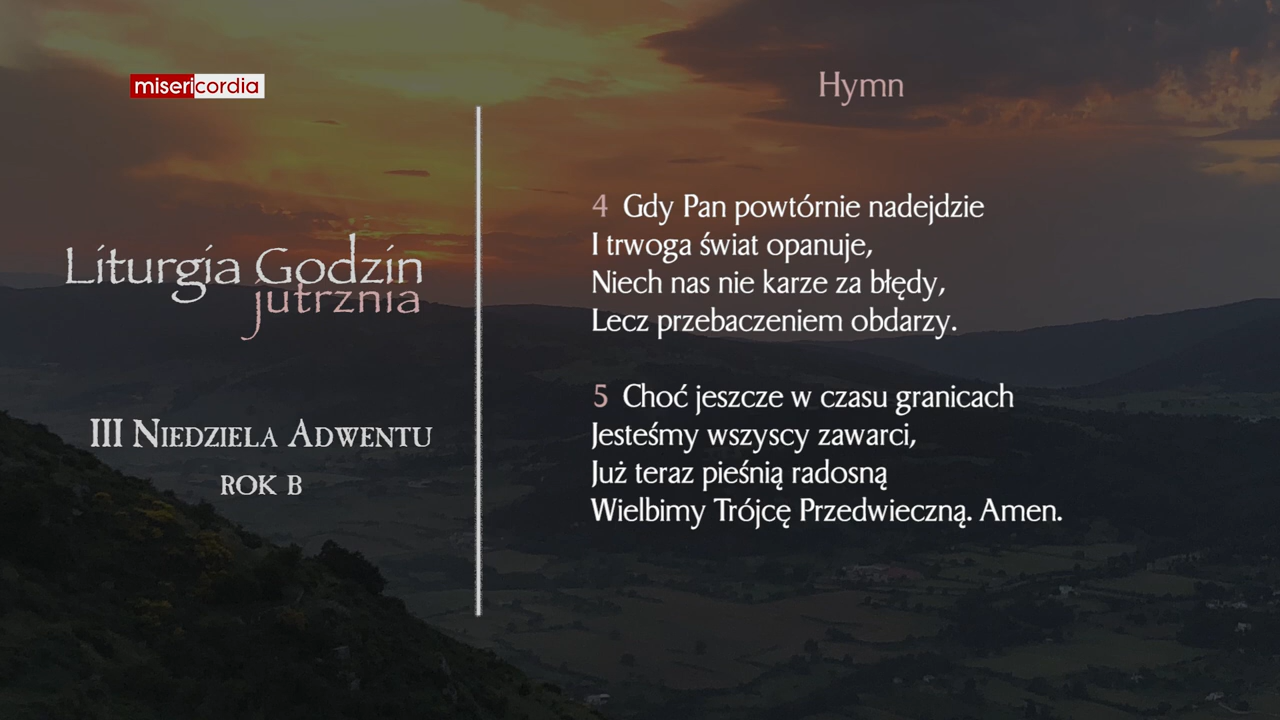 misericordia
Liturgia Godzin
jutrznia
III Niedziela Adwentu
ROK B
Hymn
4 Gdy Pan powtórnie nadejdzie
I trwoga świat opanuje,
Niech nas nie karze za błędy,
Lecz przebaczeniem obdarzy.
5 Choć jeszcze w czasu granicach
Jesteśmy wszyscy zawarci,
Już teraz pieśnią radosną
Wielbimy Trójcę Przedwieczną. Amen.